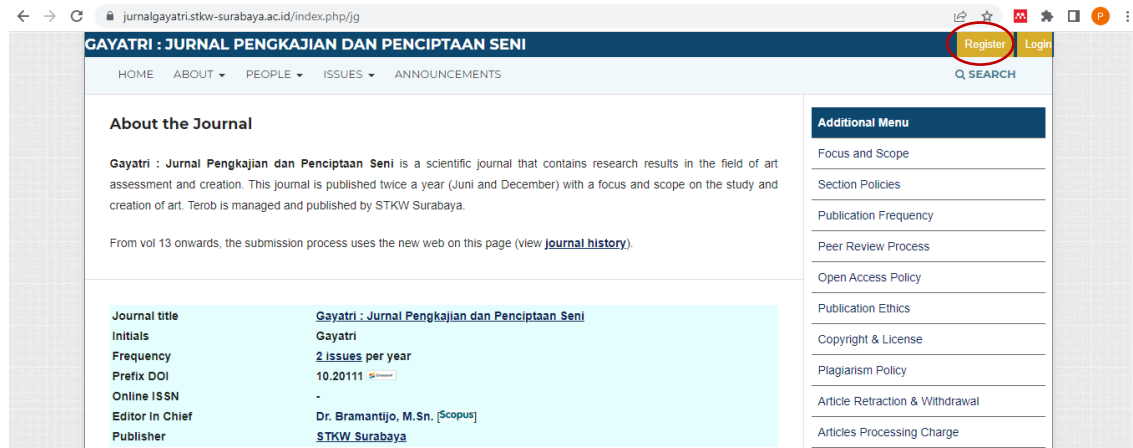 jurnalgayatri.stkw-surabaya.ac.id/index.php/jg
P
GAYATRI : JURNAL PENGKAJIAN DAN PENCIPTAAN SENI
Register
Login
HOME ABOUT PEOPLE ISSUES ANNOUNCEMENTS
SEARCH
About the Journal
Gayatri : Jurnal Pengkajian dan Penciptaan Seni is a scientific journal that contains research results in the field of art
assessment and creation. This journal is published twice a year (Juni and December) with a focus and scope on the study and
creation of art. Terob is managed and published by STKW Surabaya.
From vol 13 onwards, the submission process uses the new web on this page (view journal history).
Journal title Gayatri : Jurnal Pengkajian dan Penciptaan Seni
Initials Gayatri
Frequency 2 issues per year
Prefix DOI 10.20111 Crossref
Online ISSN -
Editor In Chief Dr. Bramantijo, M.Sn. [Scopus]
Publisher STKW Surabaya
Additional Menu
Focus and Scope
Section Policies
Publication Frequency
Peer Review Process
Open Access Policy
Publication Ethics
Copyright & License
Plagiarism Policy
Article Retraction & Withdrawal
Articles Processing Charge